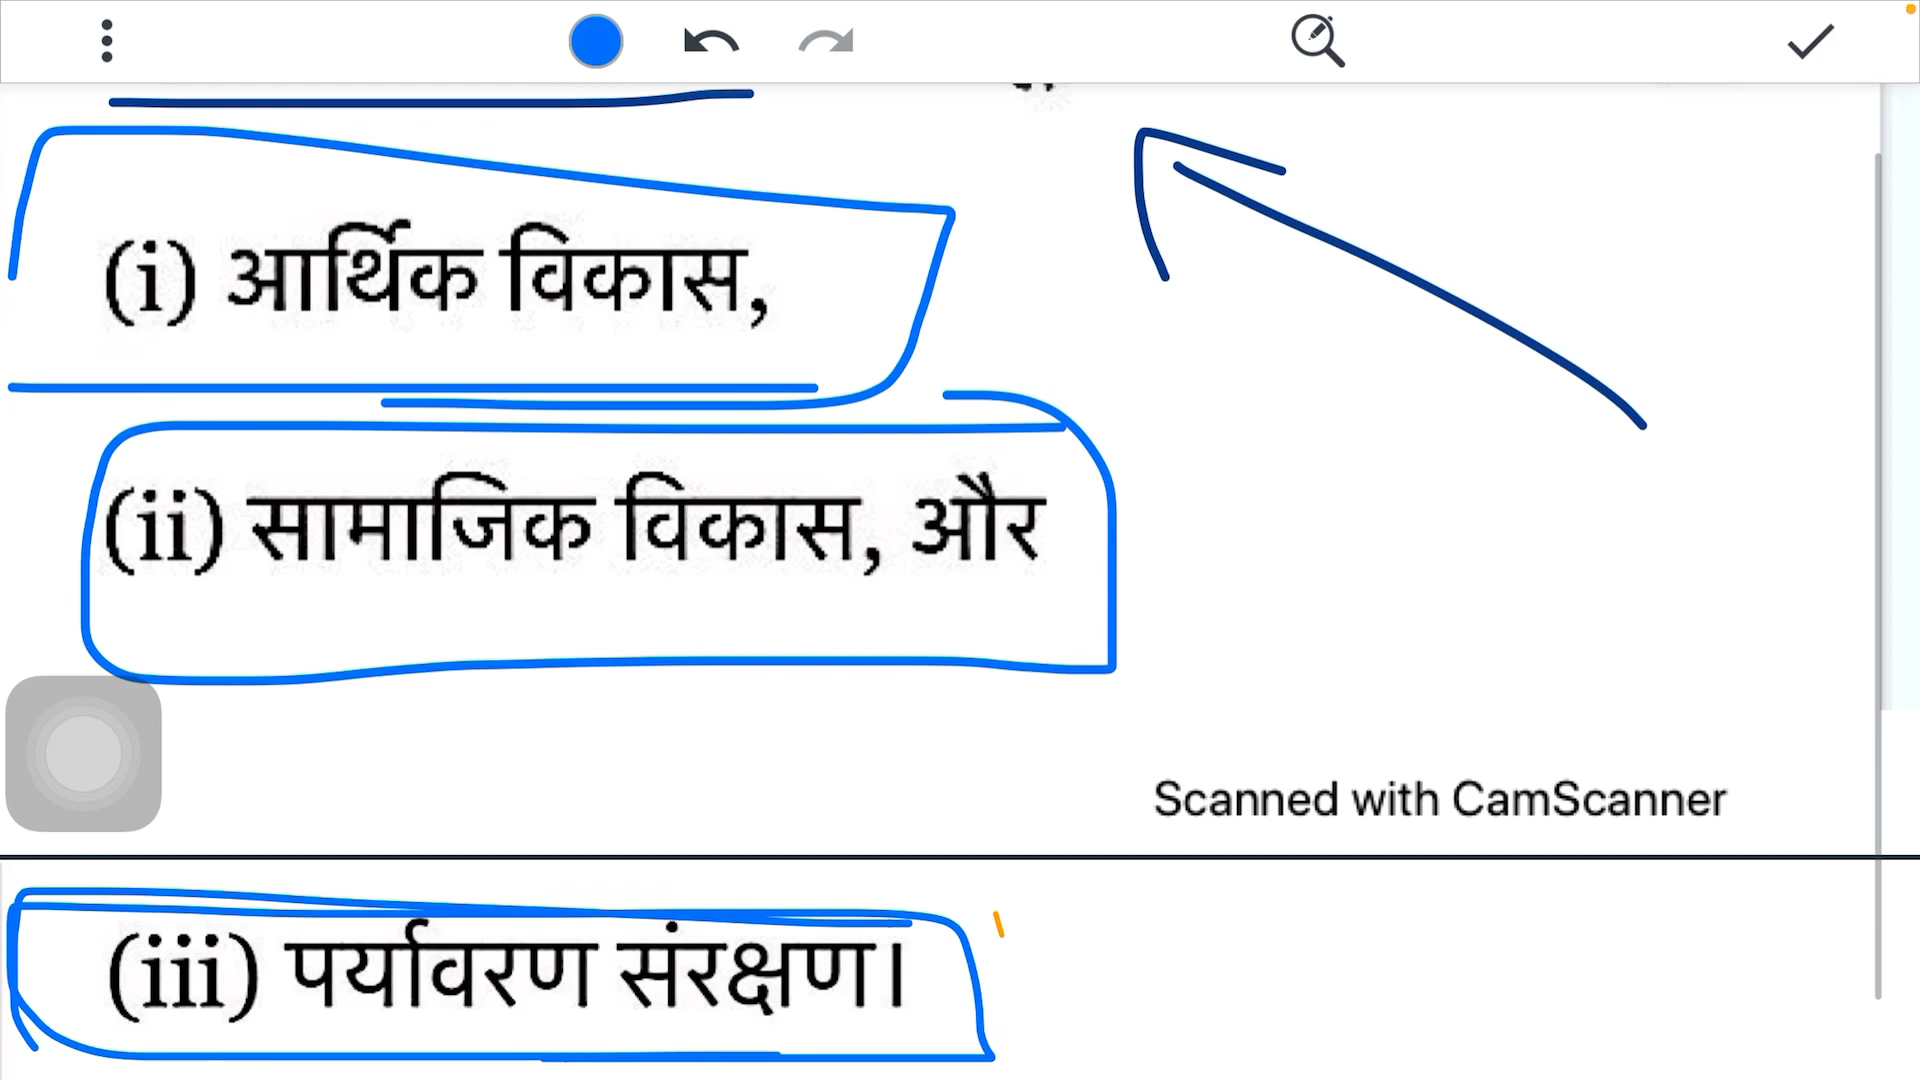 (i) आर्थिक विकास,
(ii) सामाजिक विकास, और
Scanned with CamScanner
(iii) पर्यावरण संरक्षण।